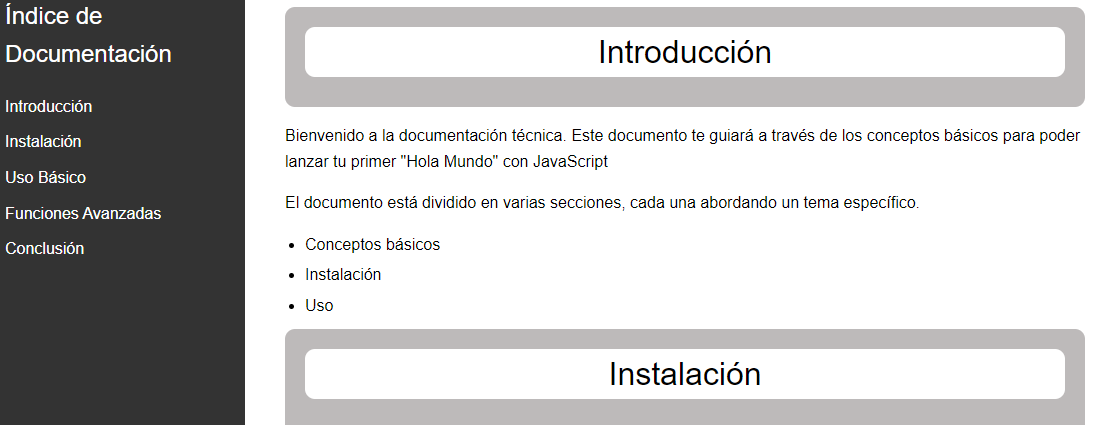 Índice de
Documentación
Introducción
Instalación
Uso Básico
Funciones Avanzadas
Conclusión
Introducción
Bienvenido a la documentación técnica. Este documento te guiará a través de los conceptos básicos para poder
lanzar tu primer "Hola Mundo" con JavaScript
El documento está dividido en varias secciones, cada una abordando un tema específico.
• Conceptos básicos
• Instalación
• Uso
Instalación